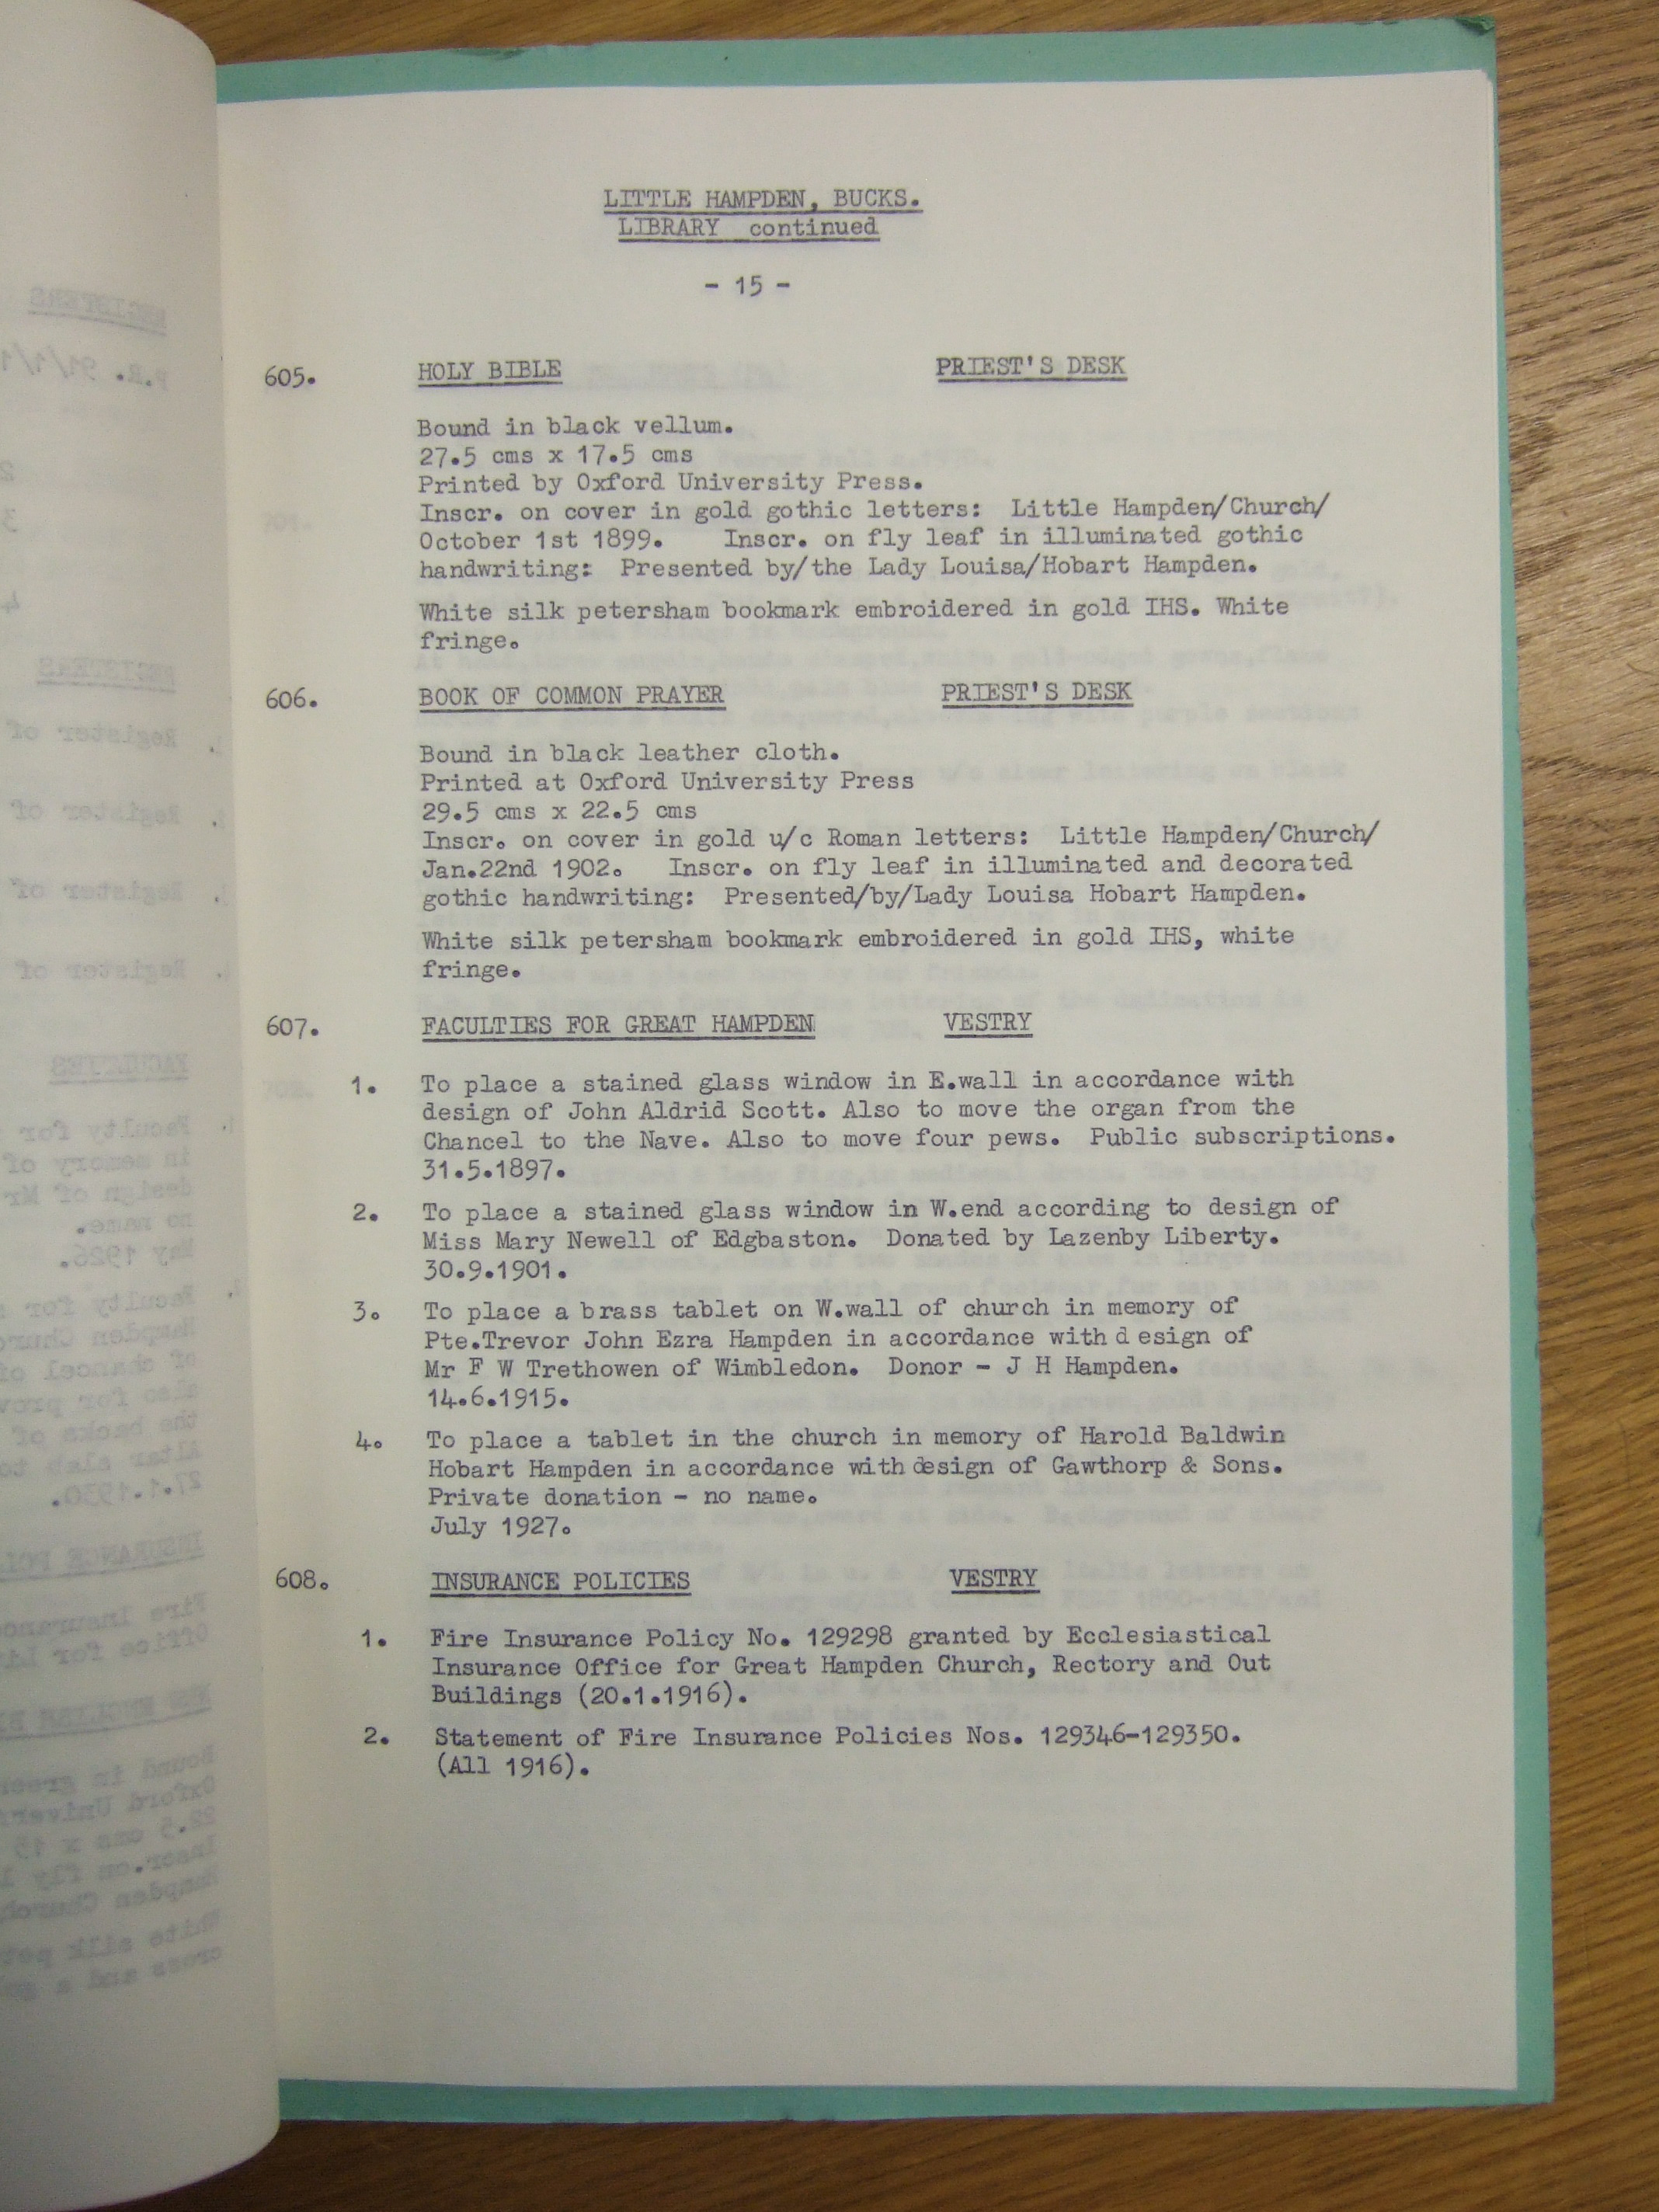 LITTLE HAMPDEN, BUCKS.
LIBRARY continued
- 15 -
605. HOLY BIBLE PRIEST'S DESK
Bound in black vellum.
27.5 cms x 17.5 cms
Printed by Oxford University Press.
Inscr. on cover in gold gothic letters: Little Hampden/Church/
October 1st 1899. Inscr. on fly leaf in illuminated gothic
handwriting: Presented by/the Lady Louisa/Hobart Hampden.
White silk petersham bookmark embroidered in gold IHS. White
fringe.
606. BOOK OF COMMON PRAYER PRIEST'S DESK
Bound in black leather cloth.
Printed at Oxford University Press
29.5 cms x 22.5 cms
Inscr. on cover in gold u/c Roman letters: Little Hampden/Church/
Jan.22nd 1902. Inscr. on fly leaf in illuminated and decorated
gothic handwriting: Presented/by/Lady Louisa Hobart Hampden.
White silk petersham bookmark embroidered in gold IHS, white
fringe.
607. FACULTIES FOR GREAT HAMPDEN VESTRY
1. To place a stained glass window in E.wall in accordance with
design of John Aldrid Scott. Also to move the organ from the
Chancel to the Nave. Also to move four pews. Public subscriptions.
31.5.1897.
2. To place a stained glass window in W.end according to design of
Miss Mary Newell of Edgbaston. Donated by Lazenby Liberty.
30.9.1901.
3. To place a brass tablet on W.wall of church in memory of
Pte.Trevor John Ezra Hampden in accordance with d esign of
Mr F W Trethowen of Wimbledon. Donor - J H Hampden.
14.6.1915.
4. To place a tablet in the church in memory of Harold Baldwin
Hobart Hampden in accordance with design of Gawthorp & Sons.
Private donation - no name.
July 1927.
608. INSURANCE POLICIES VESTRY
1. Fire Insurance Policy No. 129298 granted by Ecclesiastical
Insurance Office for Great Hampden Church, Rectory and Out
Buildings (20.1.1916).
2. Statement of Fire Insurance Policies Nos. 129346-129350.
(All 1916).